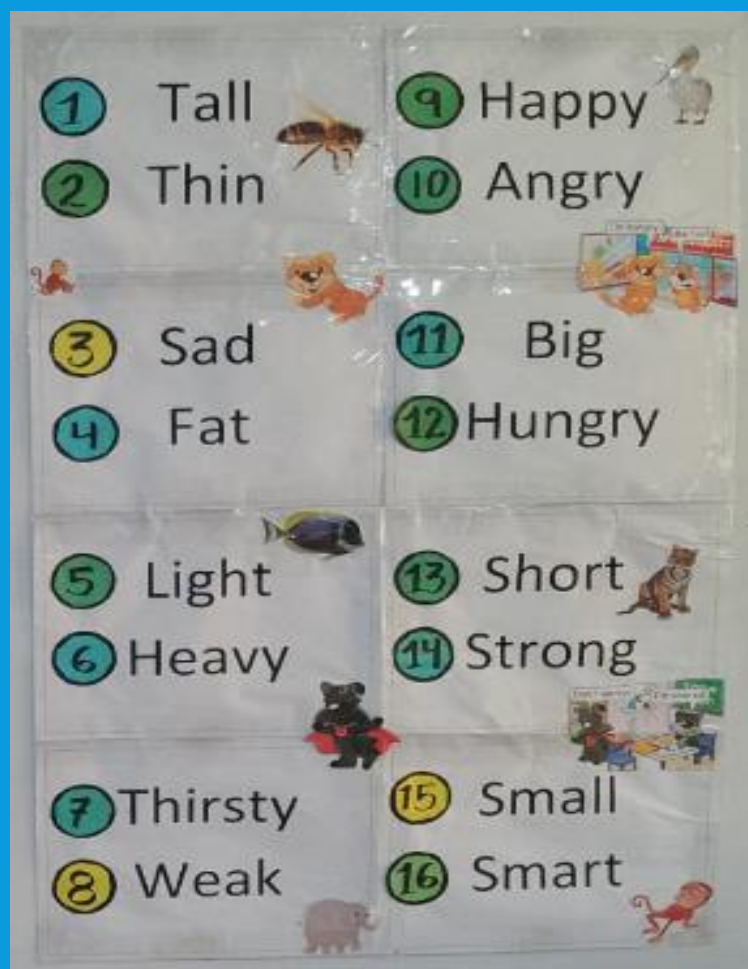 1 Tall
2 Thin
3 Sad
4 Fat
5 Light
6 Heavy
7 Thirsty
8 Weak
9 Happy
10 Angry
11 Big
12 Hungry
13 Short
14 Strong
15 Small
16 Smart